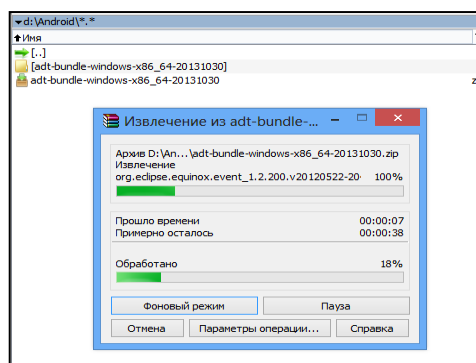 d:\Android\*.*
Имя
[..]
[adt-bundle-windows-x86_64-20131030]
adt-bundle-windows-x86_64-20131030 z
Извлечение из adt-bundle-...
Архив D:\An...\adt-bundle-windows-x86_64-20131030.zip
Извлечение
org.eclipse.equinox.event_1.2.200.v20120522-20 100%
Прошло времени 00:00:07
Примерно осталось 00:00:38
Обработано 18%
Фоновый режим Пауза
Отмена Параметры операции... Справка